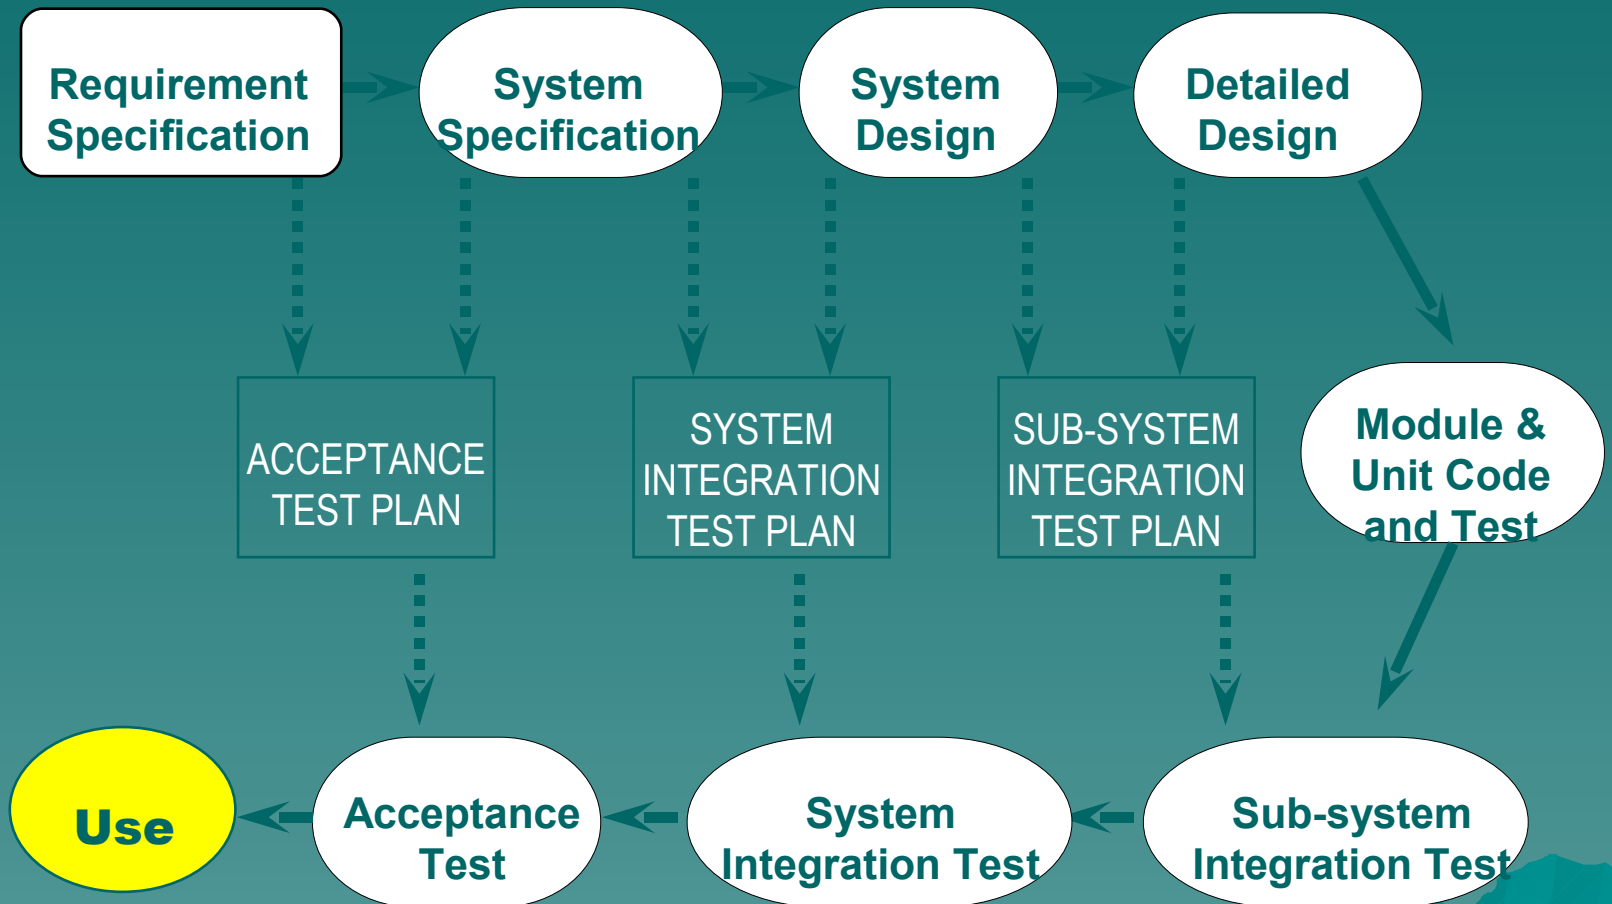 Requirement
Specification
System
Specification
System
Design
Detailed
Design
ACCEPTANCE
TEST PLAN
SYSTEM
INTEGRATION
TEST PLAN
SUB-SYSTEM
INTEGRATION
TEST PLAN
Module &
Unit Code
and Test
Use
Acceptance
Test
System
Integration Test
Sub-system
Integration Test